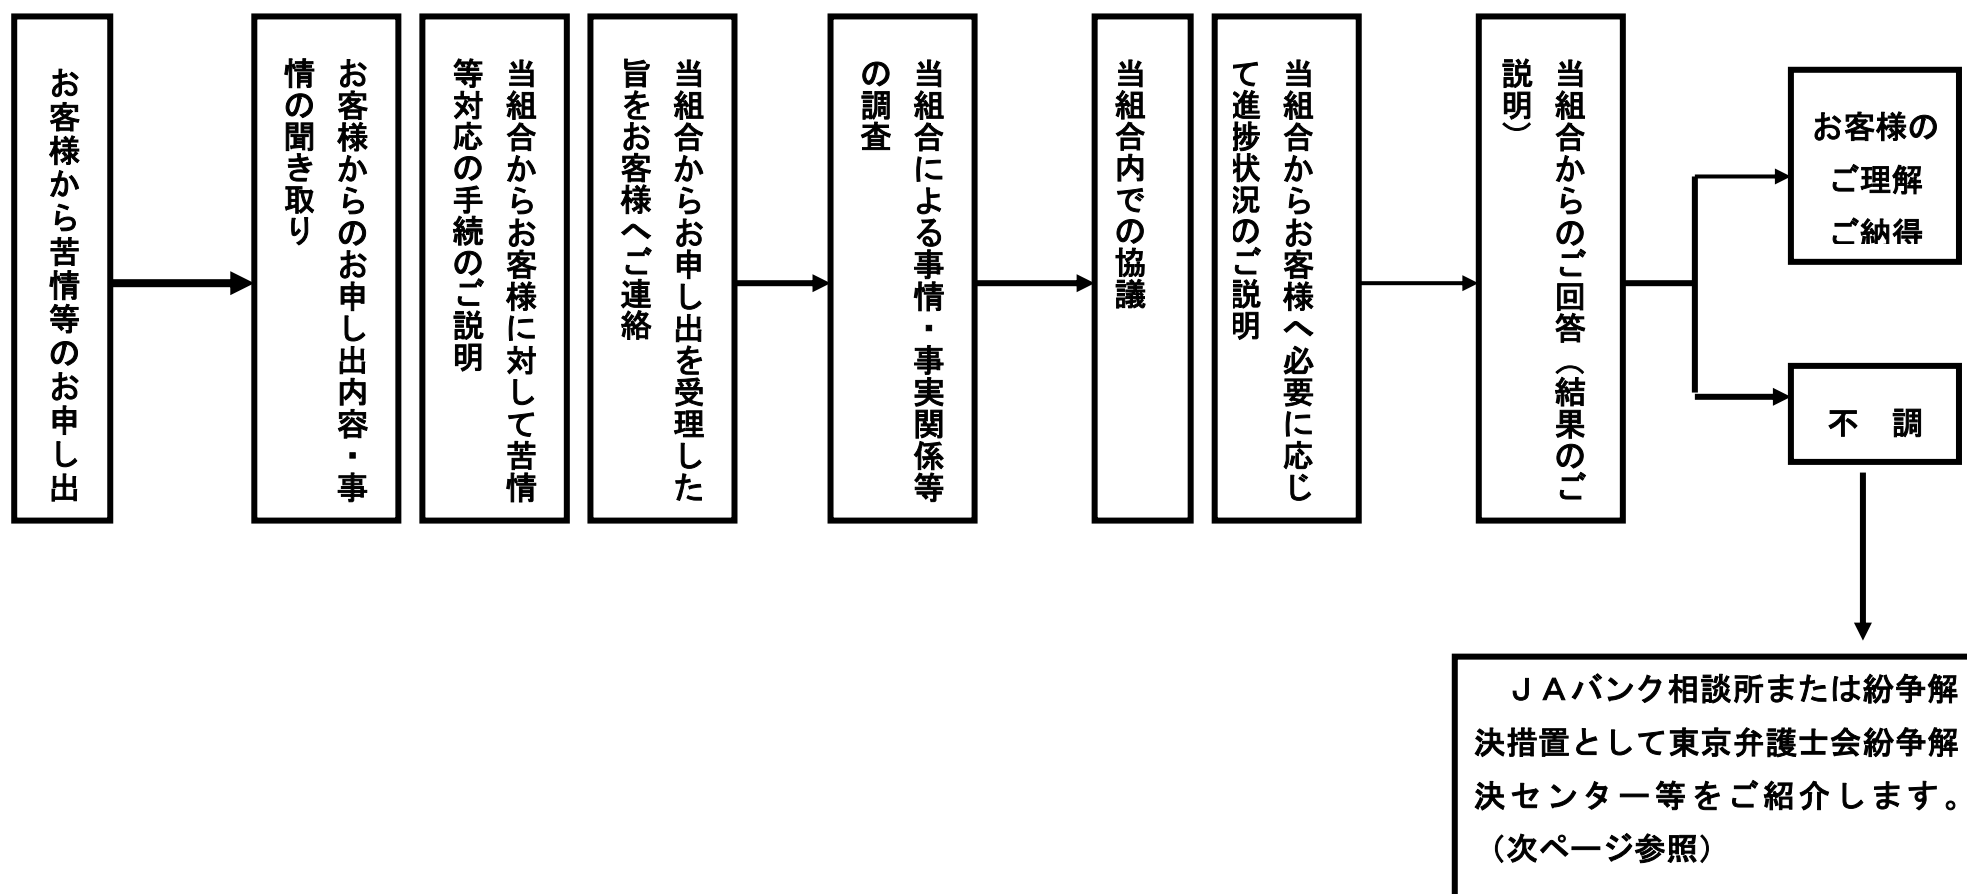 お客様から苦情等のお申し出
お客様からのお申し出内容・事
情の聞き取り
当組合からお客様に対して苦情
等対応の手続のご説明
当組合からお申し出を受理した
旨をお客様へご連絡
当組合による事情・事実関係等
の調査
当組合内での協議
当組合からお客様へ必要に応じ
て進捗状況のご説明
当組合からのご回答（結果のご
説明）
お客様の
ご理解
ご納得
不　調
ＪＡバンク相談所または紛争解
決措置として東京弁護士会紛争解
決センター等をご紹介します。
（次ページ参照）